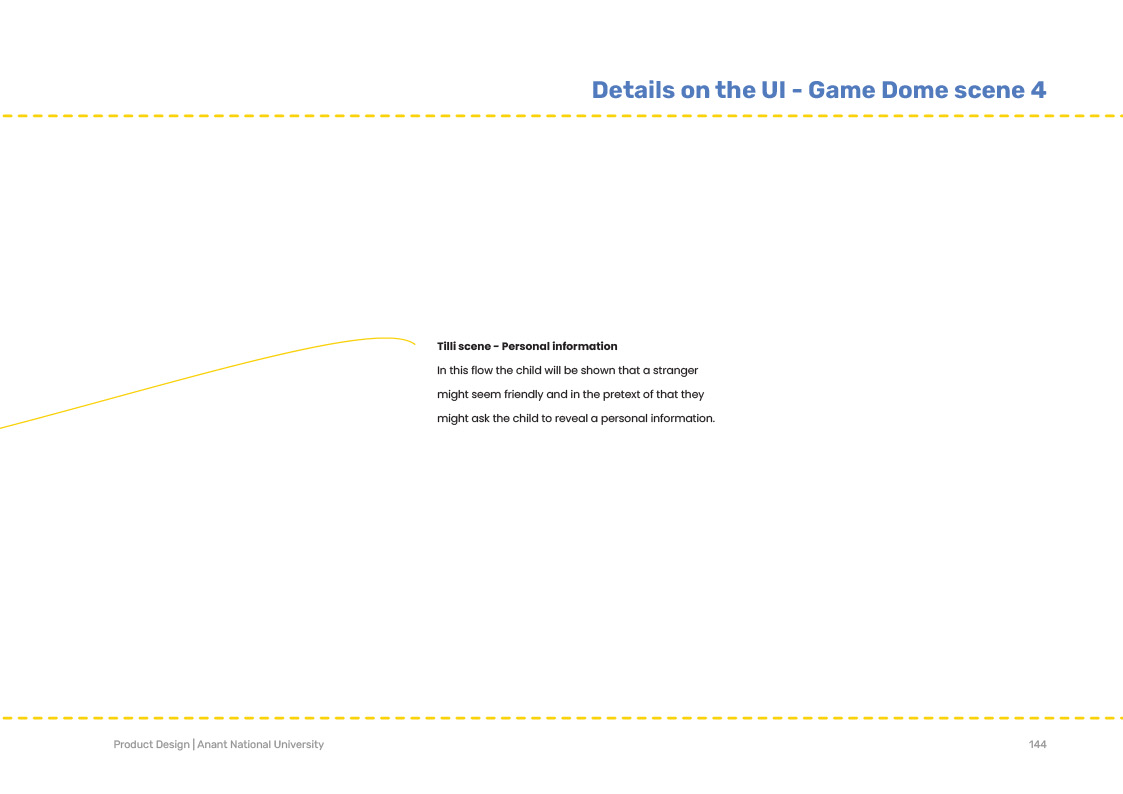 Details on the UI - Game Dome scene 4
Tilli scene - Personal information
In this flow the child will be shown that a stranger
might seem friendly and in the pretext of that they
might ask the child to reveal a personal information.
Product Design | Anant National University
144